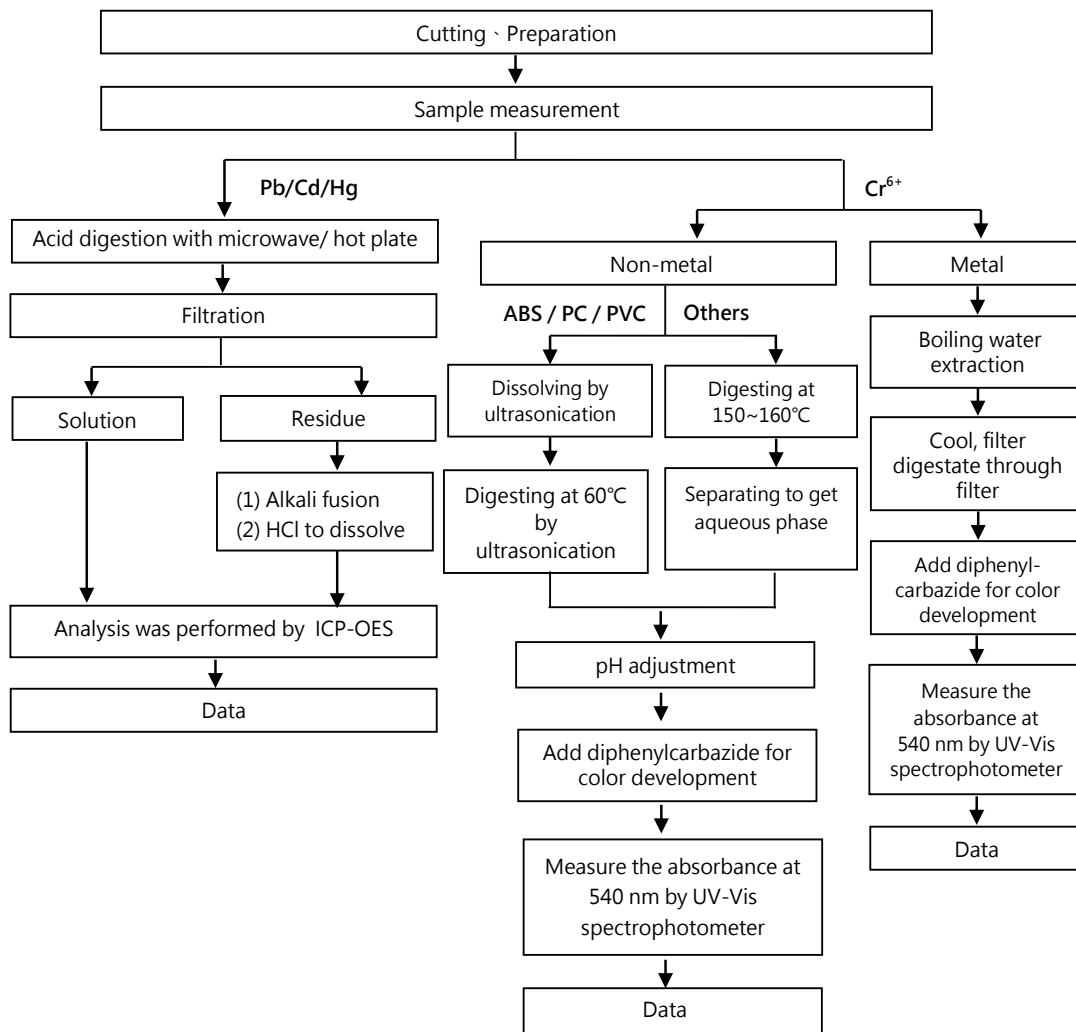 Cutting、Preparation
Sample measurement
Pb/Cd/Hg
Cr⁶⁺
Acid digestion with microwave/ hot plate
Filtration
Solution
Residue
(1) Alkali fusion
(2) HCl to dissolve
Analysis was performed by ICP-OES
Data
Non-metal
ABS / PC / PVC
Others
Dissolving by
ultrasonication
Digesting at 60℃
by
ultrasonication
Digesting at
150~160℃
Separating to get
aqueous phase
pH adjustment
Add diphenylcarbazide for
color development
Measure the absorbance at
540 nm by UV-Vis
spectrophotometer
Data
Metal
Boiling water
extraction
Cool, filter
digestate through
filter
Add diphenyl-
carbazide for color
development
Measure the
absorbance at
540 nm by UV-Vis
spectrophotometer
Data